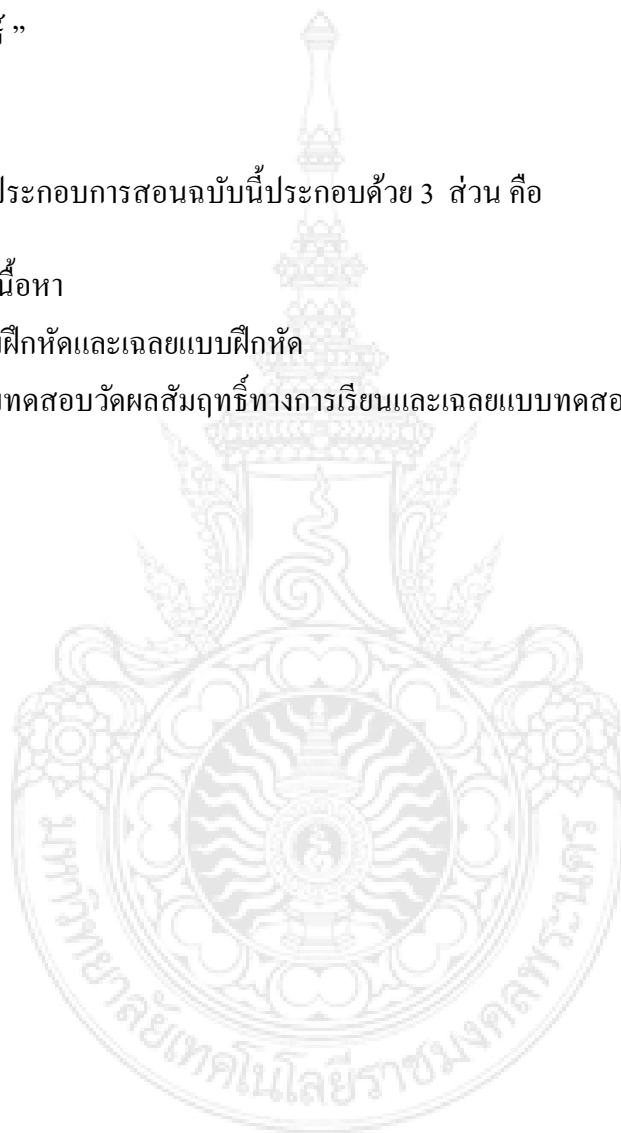 ”
ประกอบการสอนฉบับนี้ประกอบด้วย 3 ส่วน คือ
นื้อหา
ฝึกหัดและเฉลยแบบฝึกหัด
ทดสอบวัดผลสัมฤทธิ์ทางการเรียนและเฉลยแบบทดสอ
มหาวิทยาลัยเทคโนโลยีราชมงคลพระนคร